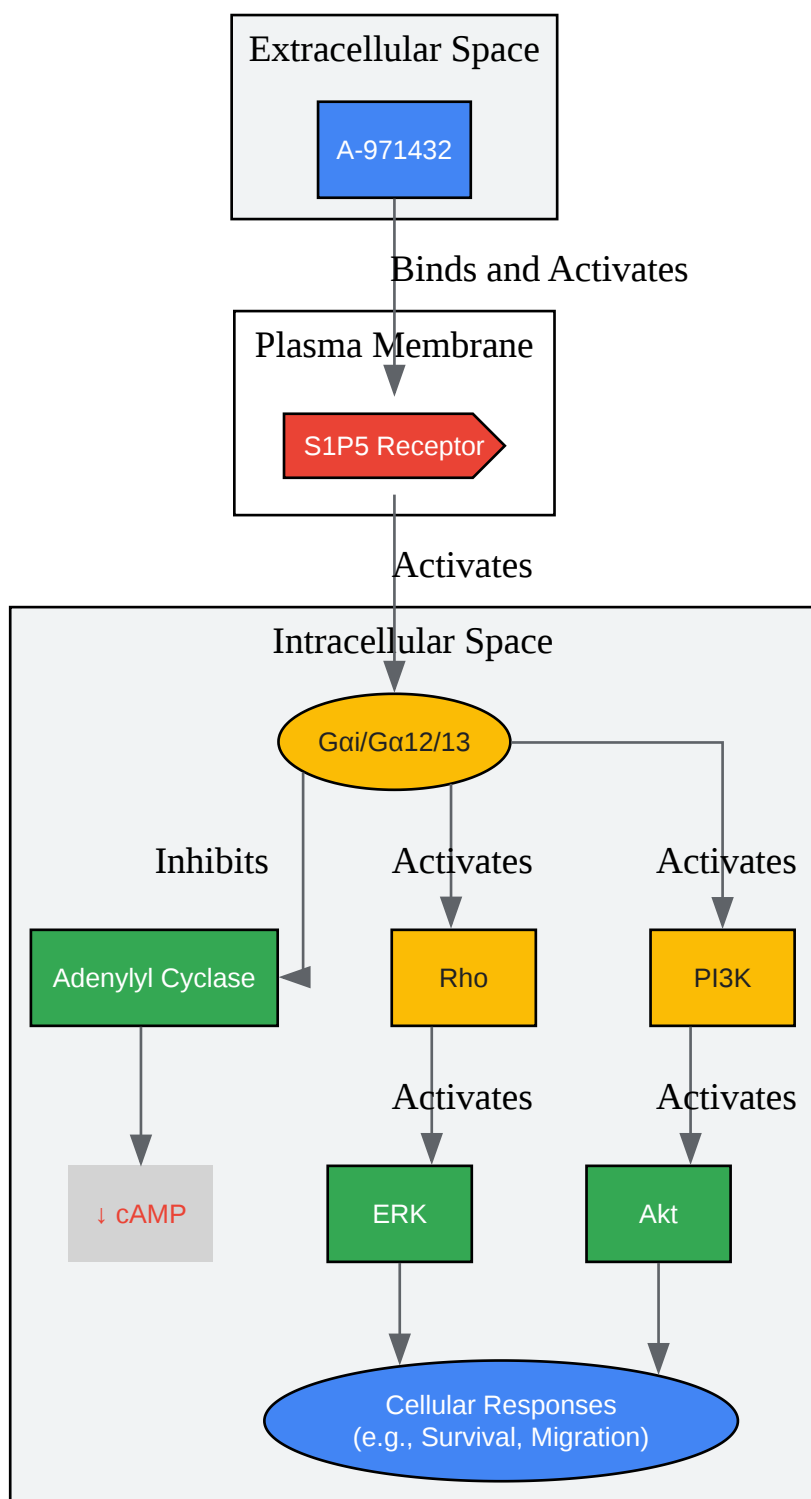 Extracellular Space
A-971432
Binds and Activates
Plasma Membrane
S1P5 Receptor
Activates
Intracellular Space
Gαi/Gα12/13
Inhibits
Activates
Activates
Adenylyl Cyclase
Rho
PI3K
Activates
Activates
↓ cAMP
ERK
Akt
Cellular Responses
(e.g., Survival, Migration)